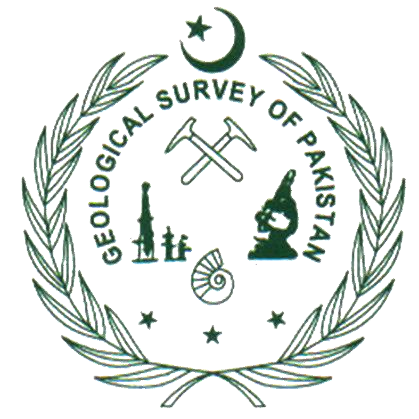 GEOLOGICAL SURVEY OF PAKISTAN